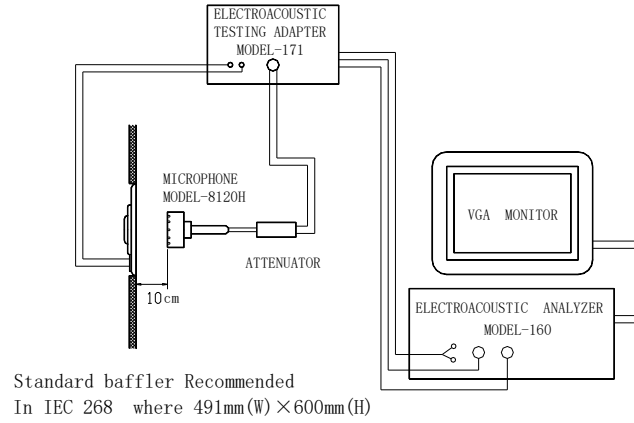 ELECTROACOUSTIC
TESTING ADAPTER
MODEL-171
MICROPHONE
MODEL-8120H
VGA MONITOR
ATTENUATOR
10cm
ELECTROACOUSTIC ANALYZER
MODEL-160
Standard baffler Recommended
In IEC 268 where 491mm(W)×600mm(H)